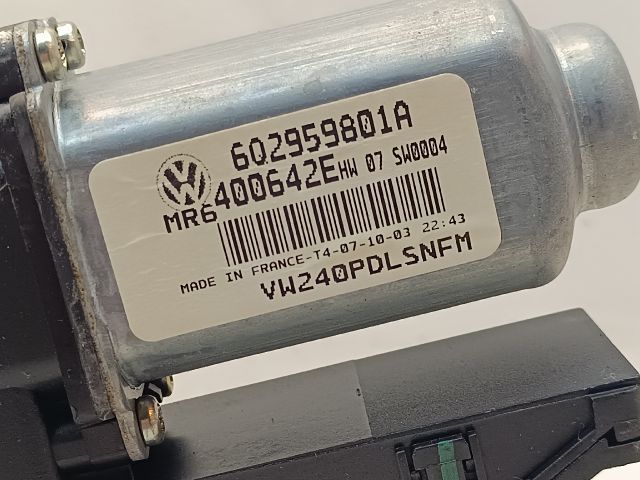 6Q2959801A
MR6400642E HW 07 SW0004
MADE IN FRANCE-T4-07-10-03 22:43
VW240PDLSNFM